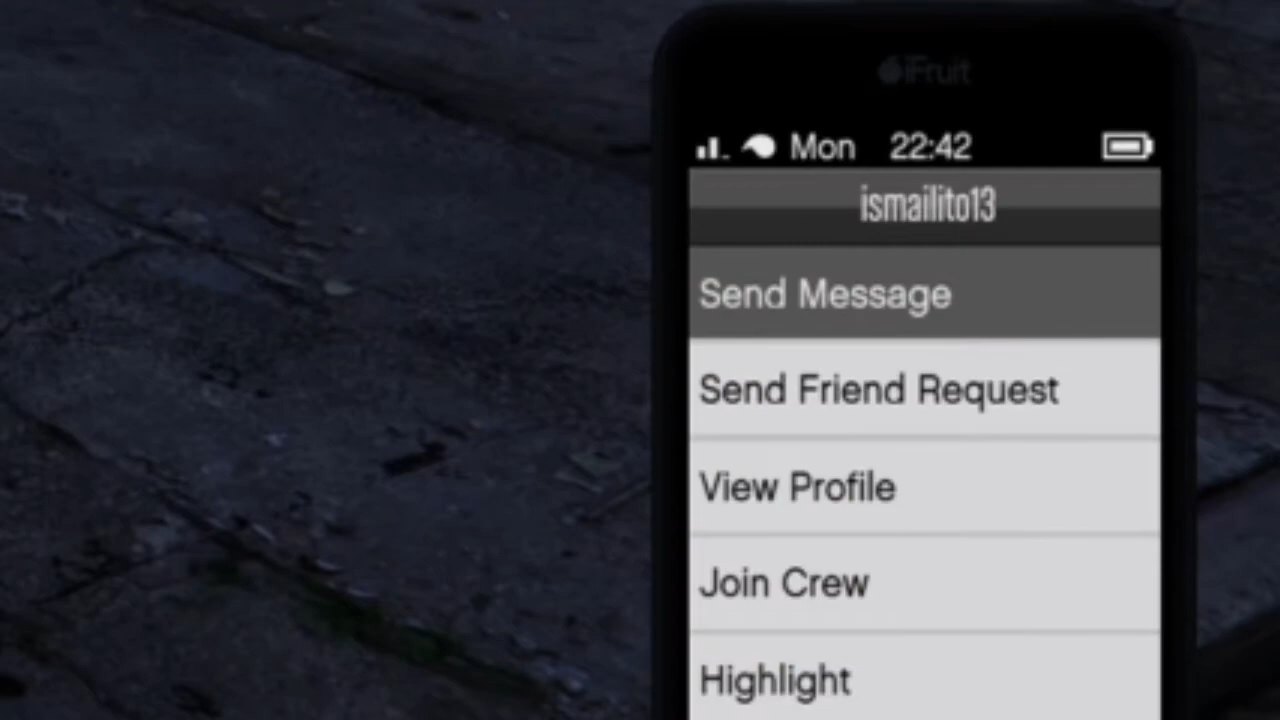 iFruit
Mon 22:42
ismailito13
Send Message
Send Friend Request
View Profile
Join Crew
Highlight